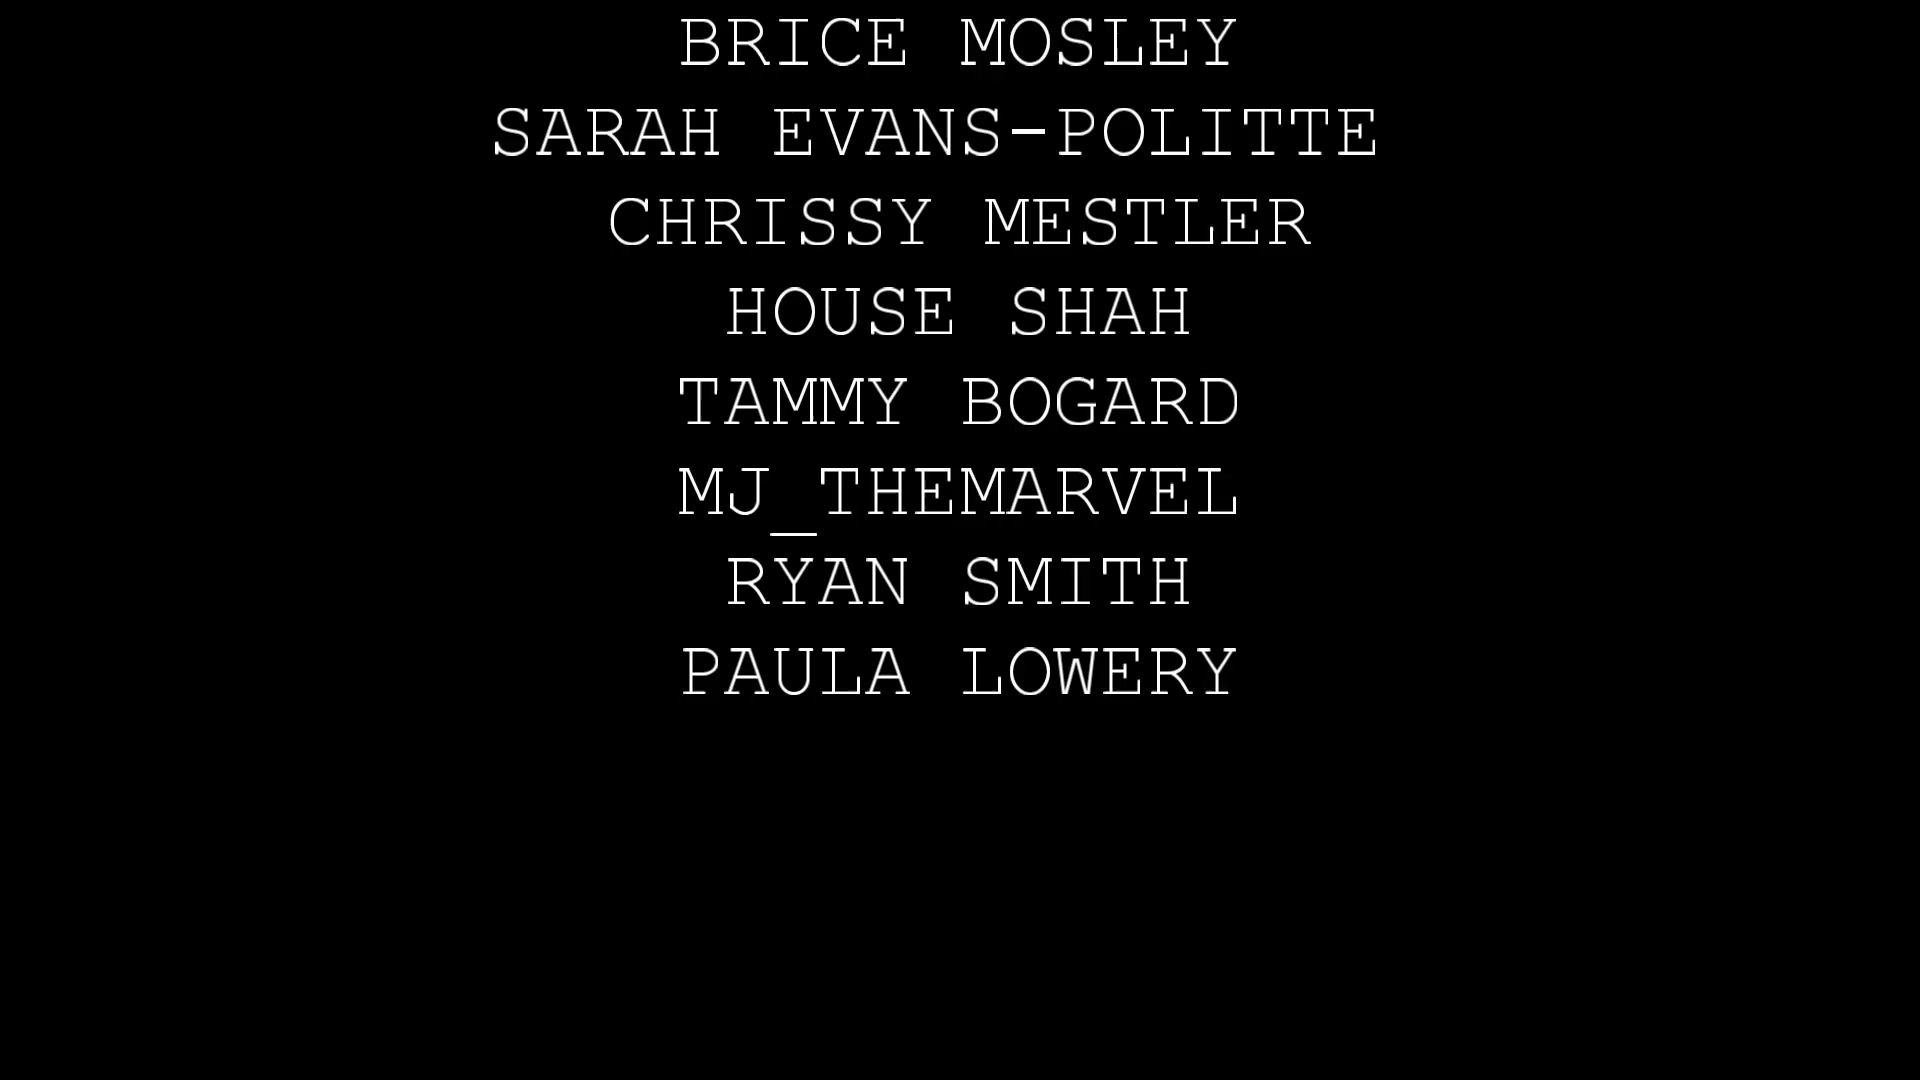 BRICE MOSLEY
SARAH EVANS-POLITTE
CHRISSY MESTLER
HOUSE SHAH
TAMMY BOGARD
MJ_THEMARVEL
RYAN SMITH
PAULA LOWERY